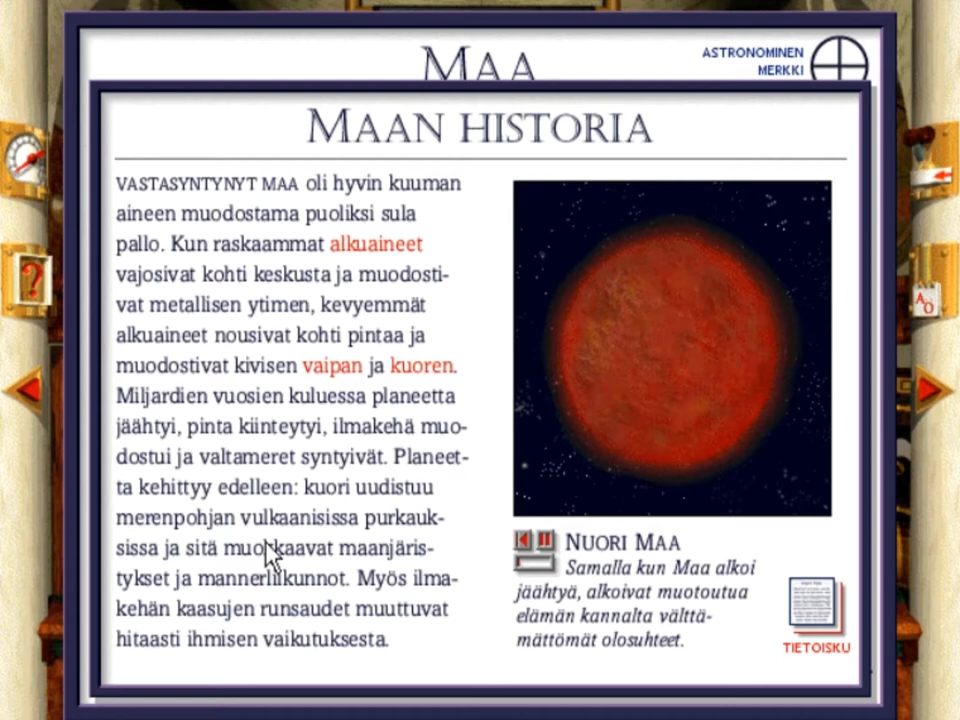 MAA
ASTRONOMINEN
MERKKI
MAAN HISTORIA
VASTASYNTYNYT MAA oli hyvin kuuman
aineen muodostama puoliksi sula
pallo. Kun raskaammat alkuaineet
vajosivat kohti keskusta ja muodosti-
vat metallisen ytimen, kevyemmät
alkuaineet nousivat kohti pintaa ja
muodostivat kivisen vaipan ja kuoren.
Miljardien vuosien kuluessa planeetta
jäähtyi, pinta kiinteytyi, ilmakehä muo-
dostui ja valtameret syntyivät. Planeet-
ta kehittyy edelleen: kuori uudistuu
merenpohjan vulkaanisissa purkauk-
sissa ja sitä muokkaavat maanjäris-
tykset ja mannerliikunnot. Myös ilma-
kehän kaasujen runsaudet muuttuvat
hitaasti ihmisen vaikutuksesta.
NUORI MAA
Samalla kun Maa alkoi
jäähtyä, alkoivat muotoutua
elämän kannalta välttä-
mättömät olosuhteet.
TIETOISKU
?
A
Ö